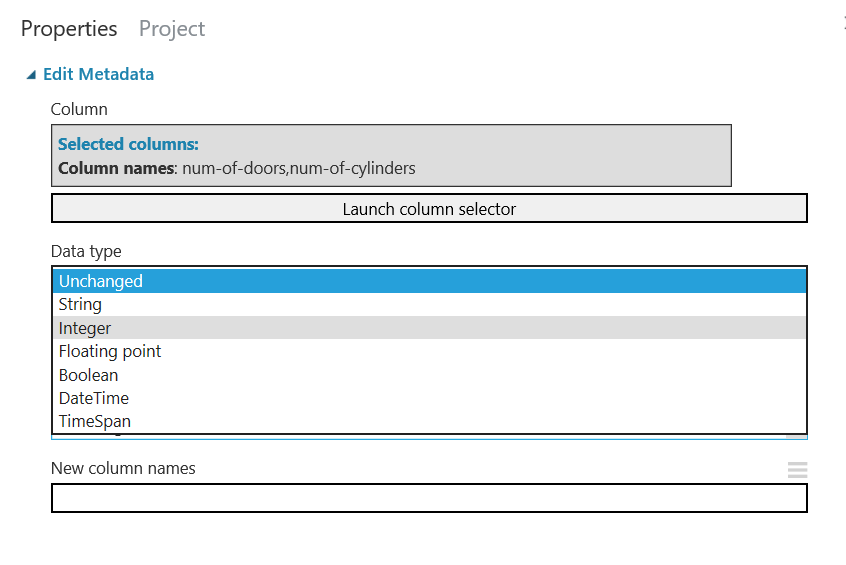 Properties Project
Edit Metadata
Column
Selected columns:
Column names: num-of-doors,num-of-cylinders
Launch column selector
Data type
Unchanged
String
Integer
Floating point
Boolean
DateTime
TimeSpan
New column names